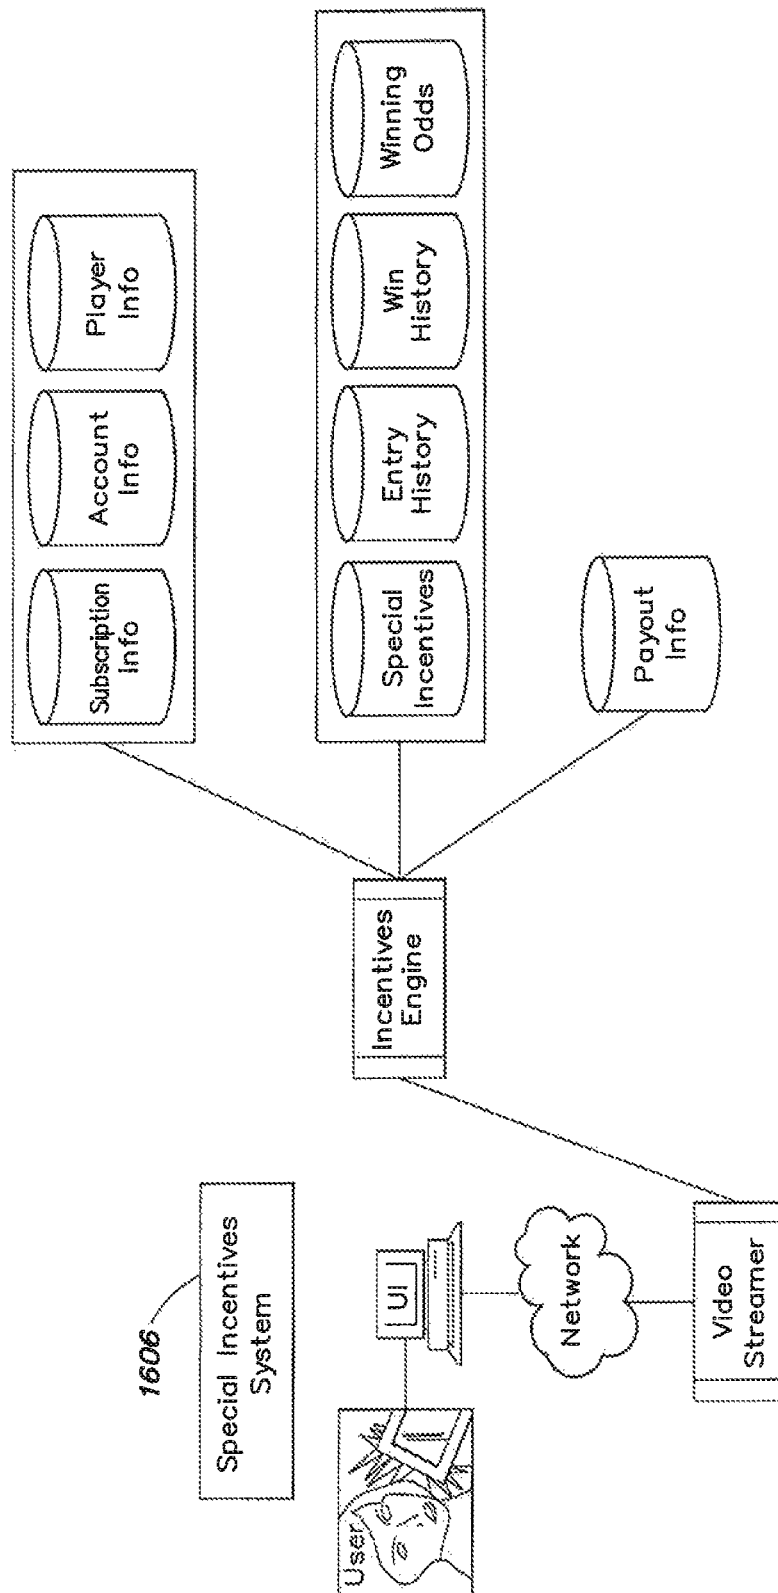 1606
Special Incentives
System
User
UI
Network
Video
Streamer
Incentives
Engine
Subscription
Info
Account
Info
Player
Info
Special
Incentives
Entry
History
Win
History
Winning
Odds
Payout
Info